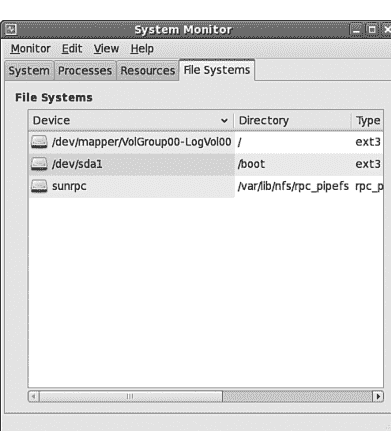 System Monitor
Monitor Edit View Help
System Processes Resources File Systems
File Systems
Device Directory Type
/dev/mapper/VolGroup00-LogVol00 / ext3
/dev/sda1 /boot ext3
sunrpc /var/lib/nfs/rpc_pipefs rpc_p